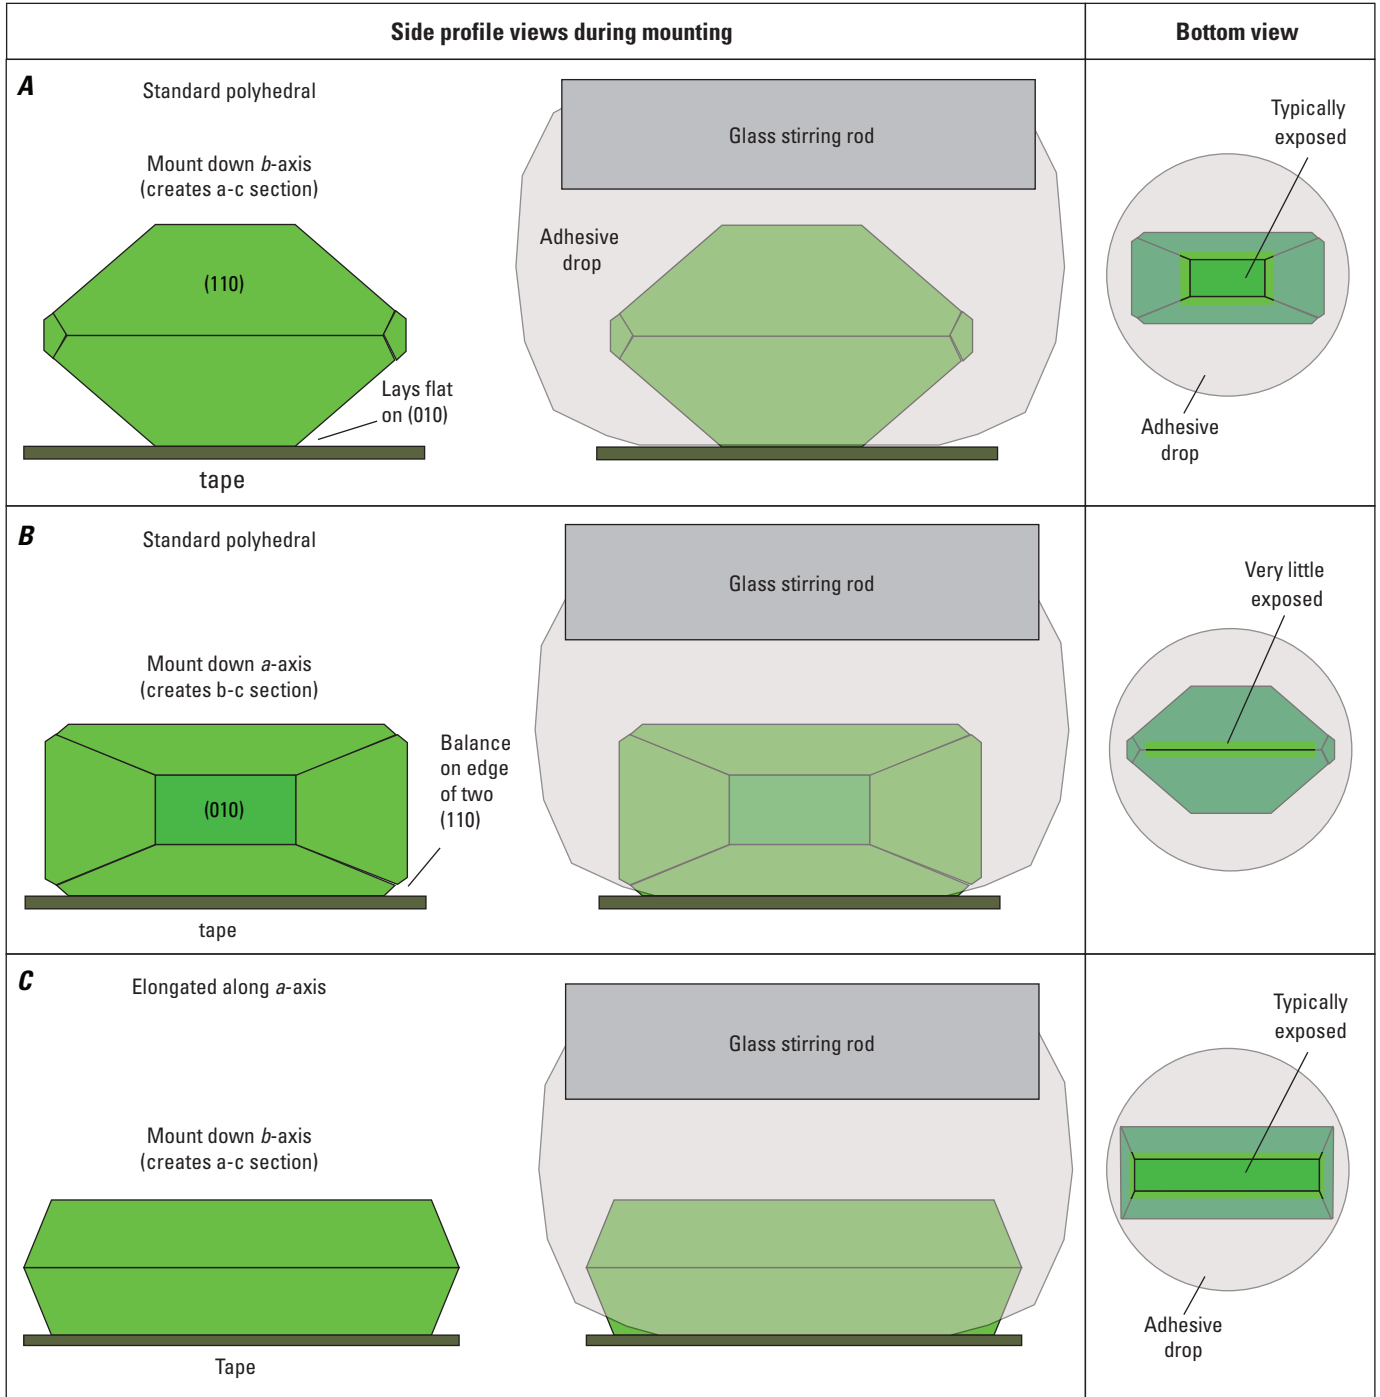 Side profile views during mounting
Bottom view
A
Standard polyhedral
Mount down b-axis
(creates a-c section)
(110)
Lays flat
on (010)
tape
Glass stirring rod
Adhesive
drop
Typically
exposed
Adhesive
drop
B
Standard polyhedral
Mount down a-axis
(creates b-c section)
(010)
Balance
on edge
of two
(110)
tape
Glass stirring rod
Very little
exposed
C
Elongated along a-axis
Mount down b-axis
(creates a-c section)
Tape
Glass stirring rod
Typically
exposed
Adhesive
drop